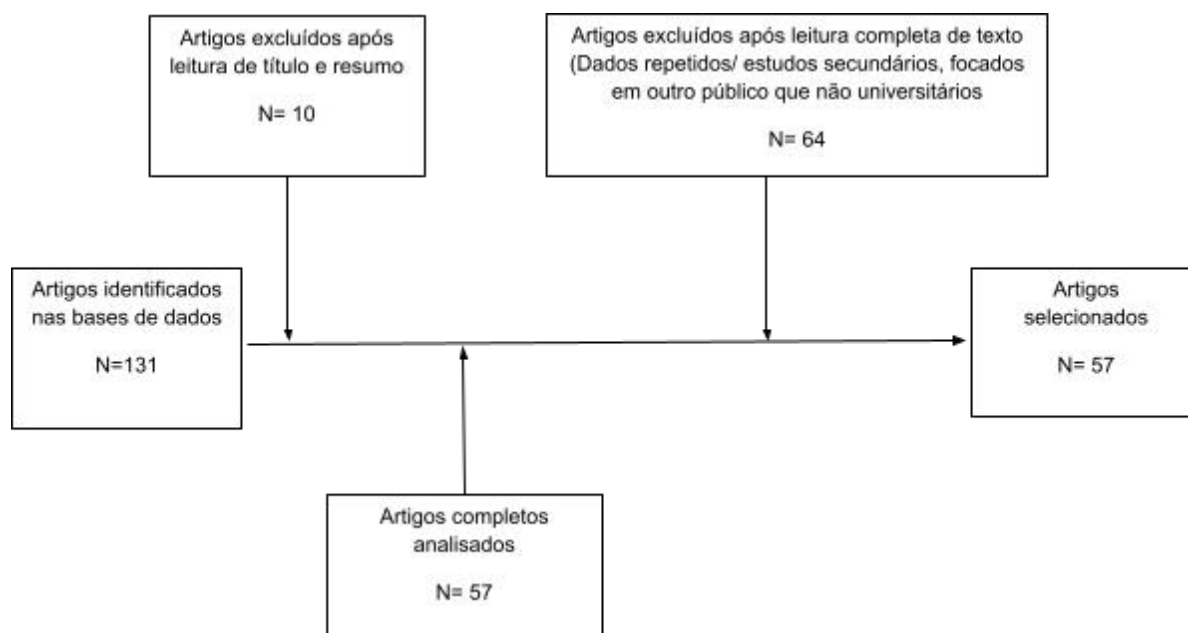 Artigos excluídos após
leitura de título e resumo
N= 10
Artigos excluídos após leitura completa de texto
(Dados repetidos/ estudos secundários, focados
em outro público que não universitários
N= 64
Artigos identificados
nas bases de dados
N=131
Artigos
selecionados
N= 57
Artigos completos
analisados
N= 57